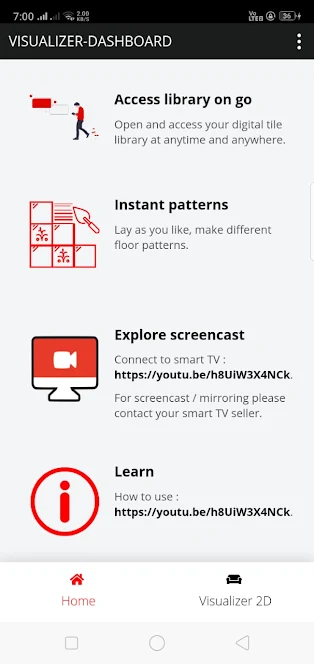 7:00
2.00
KB/S
Vo
LTE
36
VISUALIZER-DASHBOARD
Access library on go
Open and access your digital tile
library at anytime and anywhere.
Instant patterns
Lay as you like, make different
floor patterns.
Explore screencast
Connect to smart TV :
https://youtu.be/h8UiW3X4NCk.
For screencast / mirroring please
contact your smart TV seller.
Learn
How to use :
https://youtu.be/h8UiW3X4NCk.
Home
Visualizer 2D